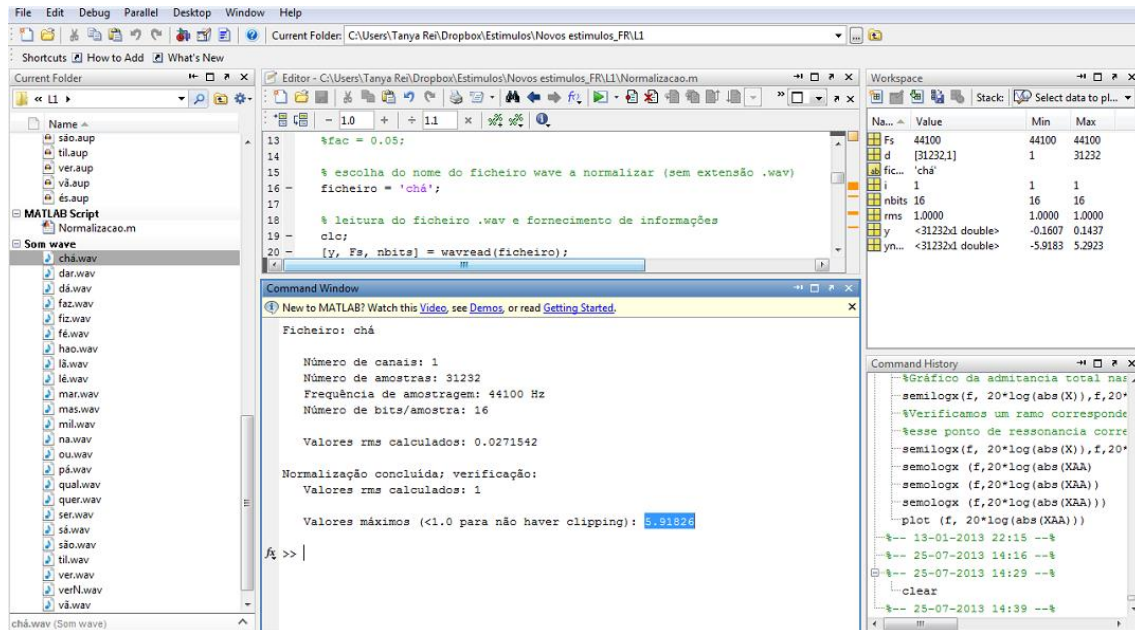 File Edit Debug Parallel Desktop Window Help
Current Folder: C:\Users\Tanya Rei\Dropbox\Estimulos\Novos estimulos_FR\L1
Shortcuts How to Add What's New
Current Folder
« L1
Name
são.aup
til.aup
ver.aup
vã.aup
és.aup
MATLAB Script
Normalizacao.m
Som wave
chá.wav
dar.wav
dá.wav
faz.wav
fiz.wav
fé.wav
hao.wav
lã.wav
lé.wav
mar.wav
mas.wav
mil.wav
na.wav
ou.wav
pá.wav
qual.wav
quer.wav
ser.wav
sá.wav
são.wav
til.wav
ver.wav
verN.wav
vã.wav
chá.wav (Som wave)
Editor - C:\Users\Tanya Rei\Dropbox\Estimulos\Novos estimulos_FR\L1\Normalizacao.m
- 1.0 + ÷ 1.1 ×
13 %fac = 0.05;
14
15 % escolha do nome do ficheiro wave a normalizar (sem extensão .wav)
16 - ficheiro = 'chá';
17
18 % leitura do ficheiro .wav e fornecimento de informações
19 - clc;
20 - [y, Fs, nbits] = wavread(ficheiro);
Command Window
New to MATLAB? Watch this Video, see Demos, or read Getting Started.
Ficheiro: chá
Número de canais: 1
Número de amostras: 31232
Frequência de amostragem: 44100 Hz
Número de bits/amostra: 16
Valores rms calculados: 0.0271542
Normalização concluída; verificação:
Valores rms calculados: 1
Valores máximos (<1.0 para não haver clipping): 5.91826
fx >>
Workspace
Stack: Select data to pl...
Na... Value Min Max
Fs 44100 44100 44100
d [31232,1] 1 31232
fic... 'chá'
i 1 1 1
nbits 16 16 16
rms 1.0000 1.0000 1.0000
y <31232x1 double> -0.1607 0.1437
yn... <31232x1 double> -5.9183 5.2923
Command History
%Gráfico da admitancia total nas
semilogx(f, 20*log(abs(X)),f,20*
%Verificamos um ramo corresponde
%esse ponto de ressonancia corre
semilogx(f, 20*log(abs(X)),f,20*
semologx (f,20*log(abs(XAA)
semologx (f,20*log(abs(XAA))
semologx (f,20*log(abs(XAA)))
plot (f, 20*log(abs(XAA)))
%-- 13-01-2013 22:15 --%
%-- 25-07-2013 14:16 --%
%-- 25-07-2013 14:29 --%
clear
%-- 25-07-2013 14:39 --%